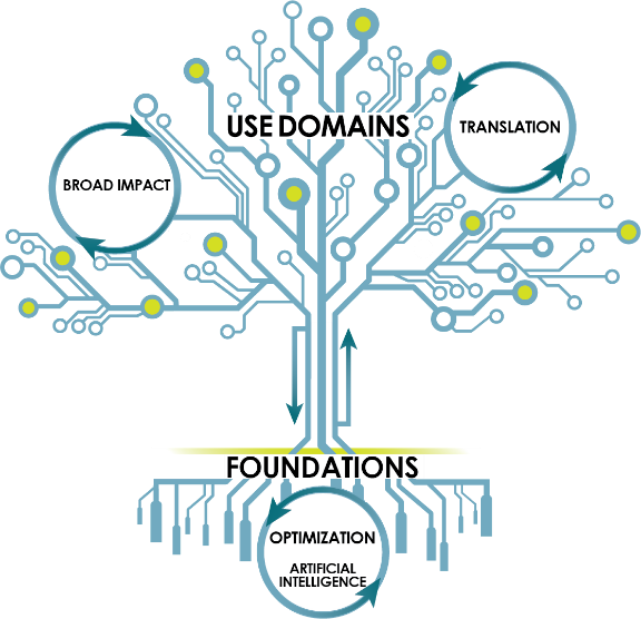 USE DOMAINS
TRANSLATION
BROAD IMPACT
FOUNDATIONS
OPTIMIZATION
ARTIFICIAL
INTELLIGENCE